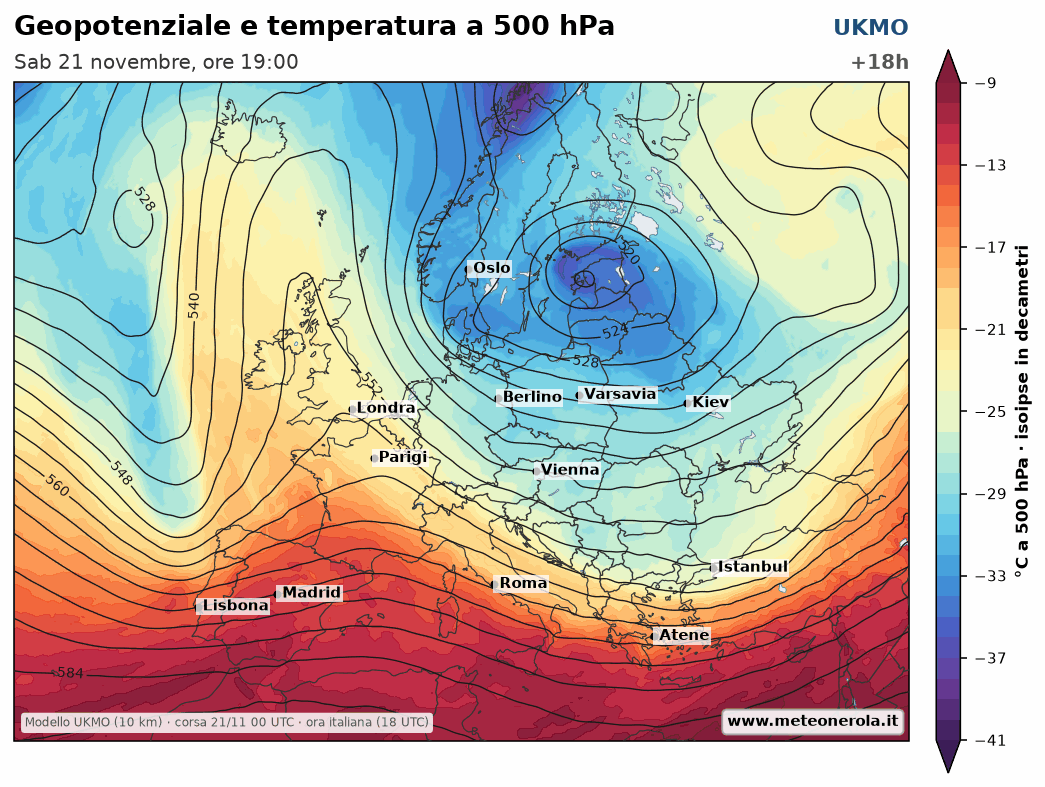 Geopotenziale e temperatura a 500 hPa
UKMO
Sab 21 novembre, ore 19:00
+18h
528
540
552
548
560
584
520
524
528
Oslo
Berlino
Varsavia
Kiev
Londra
Parigi
Vienna
Istanbul
Roma
Madrid
Lisbona
Atene
Modello UKMO (10 km) · corsa 21/11 00 UTC · ora italiana (18 UTC)
www.meteonerola.it
−9
−13
−17
−21
−25
−29
−33
−37
−41
°C a 500 hPa · isoipse in decametri